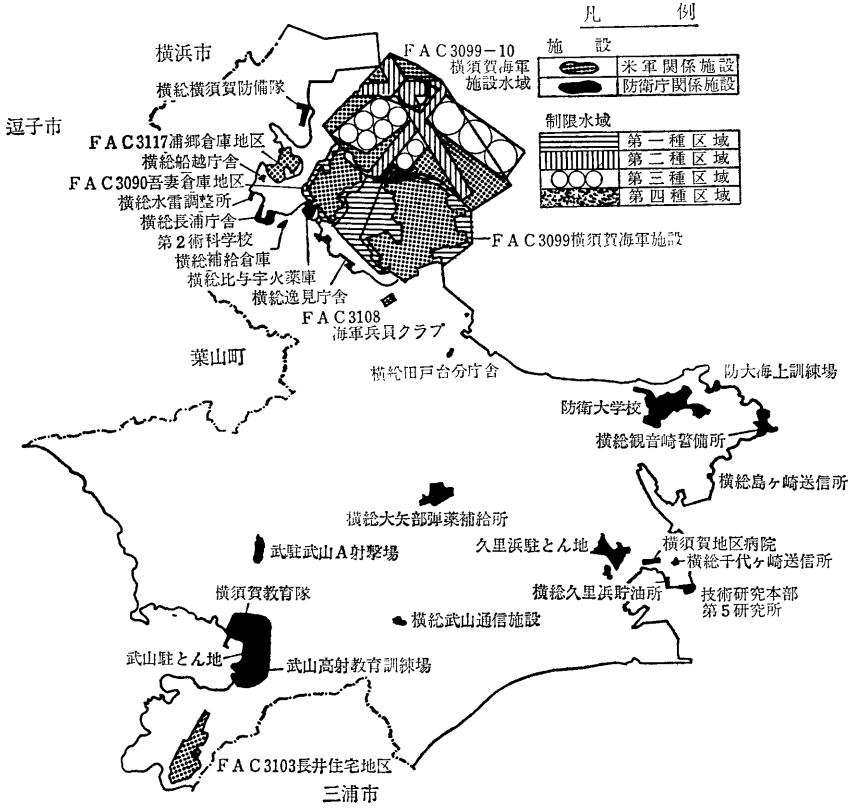 凡 例
施 設
米軍関係施設
防衛庁関係施設
制限水域
第一種区域
第二種区域
第三種区域
第四種区域
横浜市
FAC3099-10
横須賀海軍
施設水域
横総横須賀防備隊
逗子市
FAC3117浦郷倉庫地区
横総船越庁舎
FAC3090吾妻倉庫地区
横総水雷調整所
横総長浦庁舎
第2術科学校
横総補給倉庫
横総比与宇火薬庫
横総逸見庁舎
FAC3099横須賀海軍施設
FAC3108
海軍兵員クラブ
葉山町
横総田戸台分庁舎
防大海上訓練場
防衛大学校
横総観音崎警備所
横総島ヶ崎送信所
横総大矢部弾薬補給所
久里浜駐とん地
横須賀地区病院
横総千代ヶ崎送信所
武駐武山A射撃場
横総久里浜貯油所
技術研究本部
第5研究所
横須賀教育隊
横総武山通信施設
武山駐とん地
武山高射教育訓練場
FAC3103長井住宅地区
三浦市